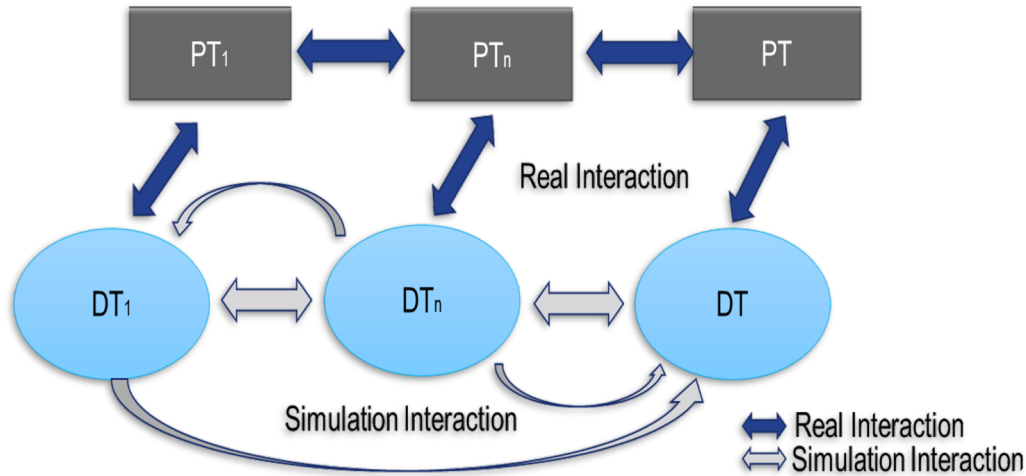 PT₁
PTₙ
PT
Real Interaction
DT₁
DTₙ
DT
Simulation Interaction
Real Interaction
Simulation Interaction